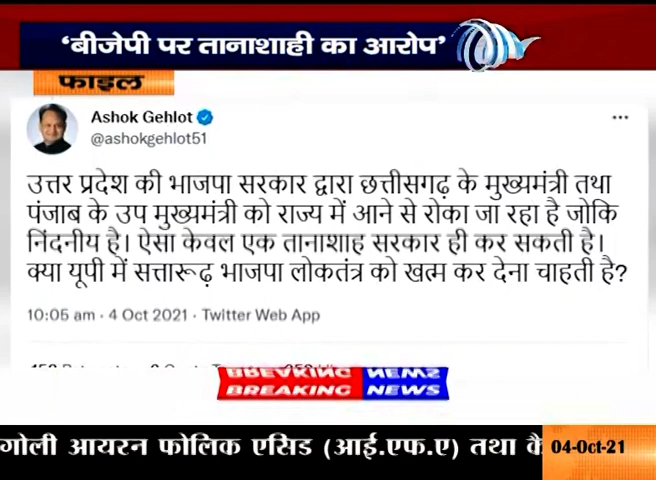 ‘बीजेपी पर तानाशाही का आरोप’
फाइल
Ashok Gehlot
@ashokgehlot51
उत्तर प्रदेश की भाजपा सरकार द्वारा छत्तीसगढ़ के मुख्यमंत्री तथा
पंजाब के उप मुख्यमंत्री को राज्य में आने से रोका जा रहा है जोकि
निंदनीय है। ऐसा केवल एक तानाशाह सरकार ही कर सकती है।
क्या यूपी में सत्तारूढ़ भाजपा लोकतंत्र को खत्म कर देना चाहती है?
10:05 am · 4 Oct 2021 · Twitter Web App
BREAKING NEWS
गोली आयरन फोलिक एसिड (आई.एफ.ए) तथा कै
04-Oct-21